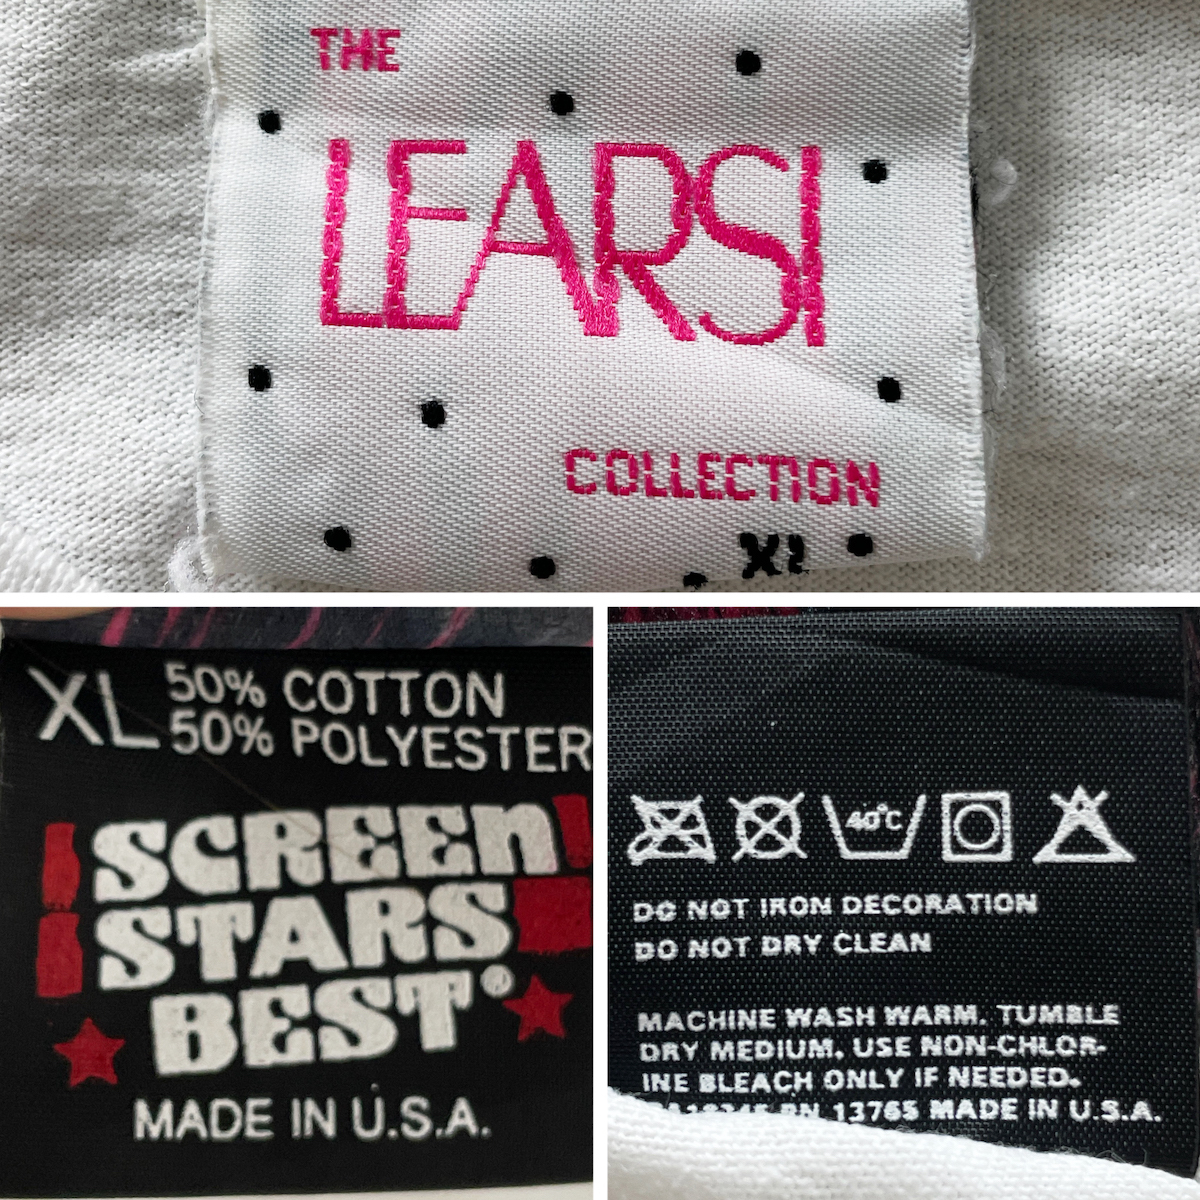 THE
LEARSI
COLLECTION
XL
XL
50% COTTON
50% POLYESTER
SCREEN
STARS
BEST®
MADE IN U.S.A.
40°C
DO NOT IRON DECORATION
DO NOT DRY CLEAN
MACHINE WASH WARM. TUMBLE
DRY MEDIUM. USE NON-CHLOR-
INE BLEACH ONLY IF NEEDED.
RN 13765 MADE IN U.S.A.